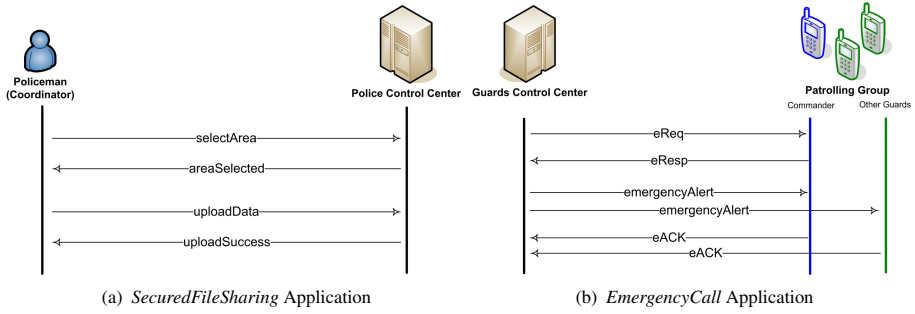 Policeman
(Coordinator)
Police Control Center
selectArea
areaSelected
uploadData
uploadSuccess
(a) SecuredFileSharing Application
Guards Control Center
Patrolling Group
Commander
Other Guards
eReq
eResp
emergencyAlert
emergencyAlert
eACK
eACK
(b) EmergencyCall Application